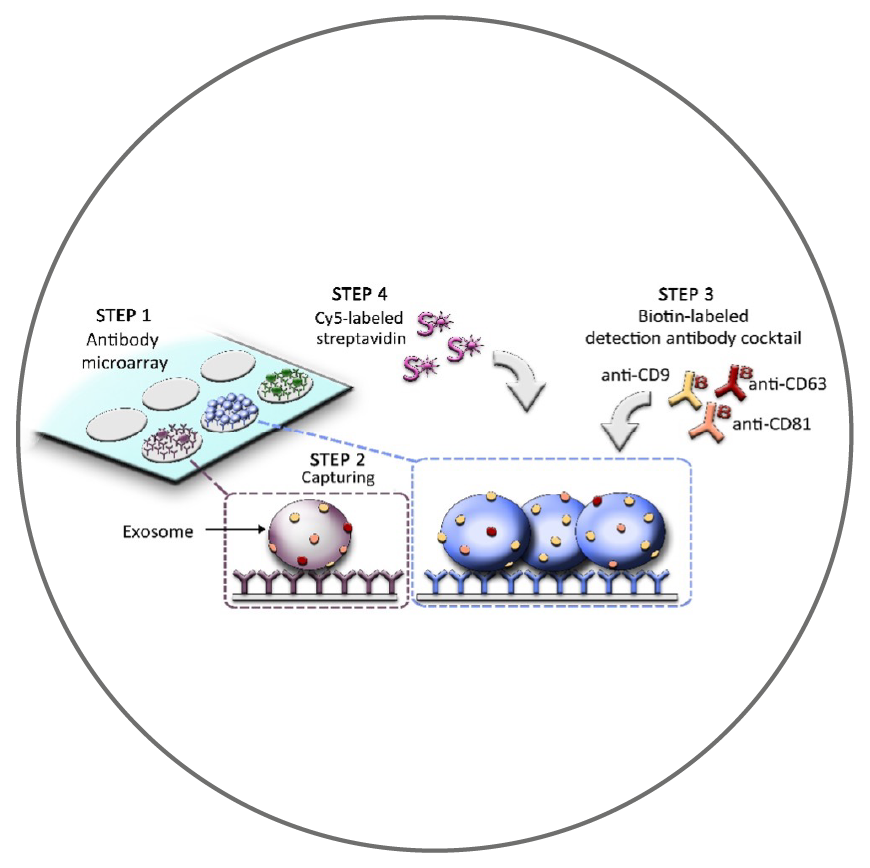 STEP 1
Antibody
microarray
STEP 4
Cy5-labeled
streptavidin
STEP 3
Biotin-labeled
detection antibody cocktail
anti-CD9
B
B
anti-CD63
B
anti-CD81
STEP 2
Capturing
Exosome
S
S
S